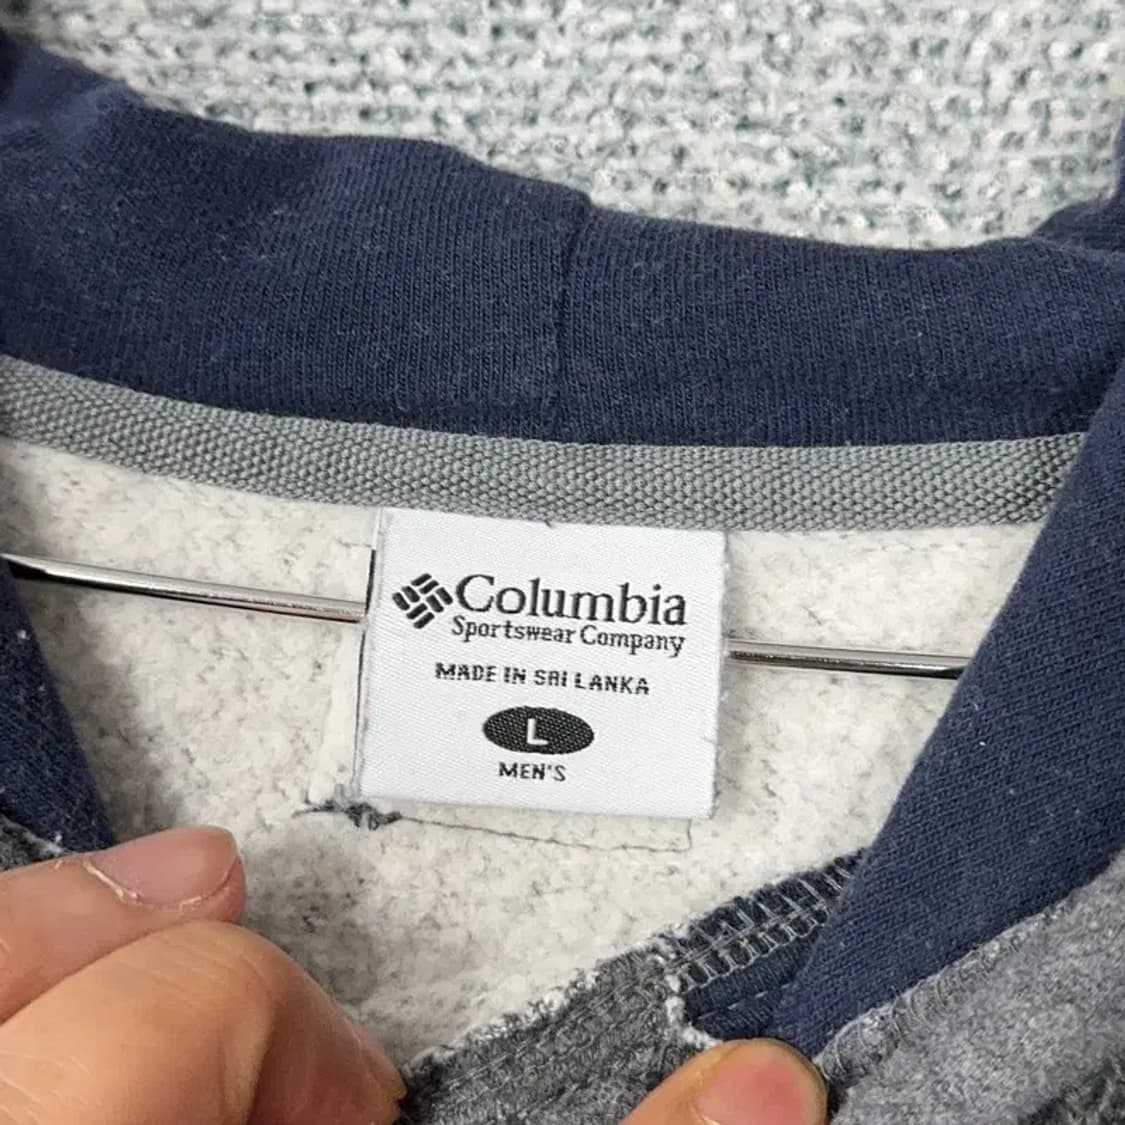 Columbia
Sportswear Company
MADE IN SRI LANKA
L
MEN'S